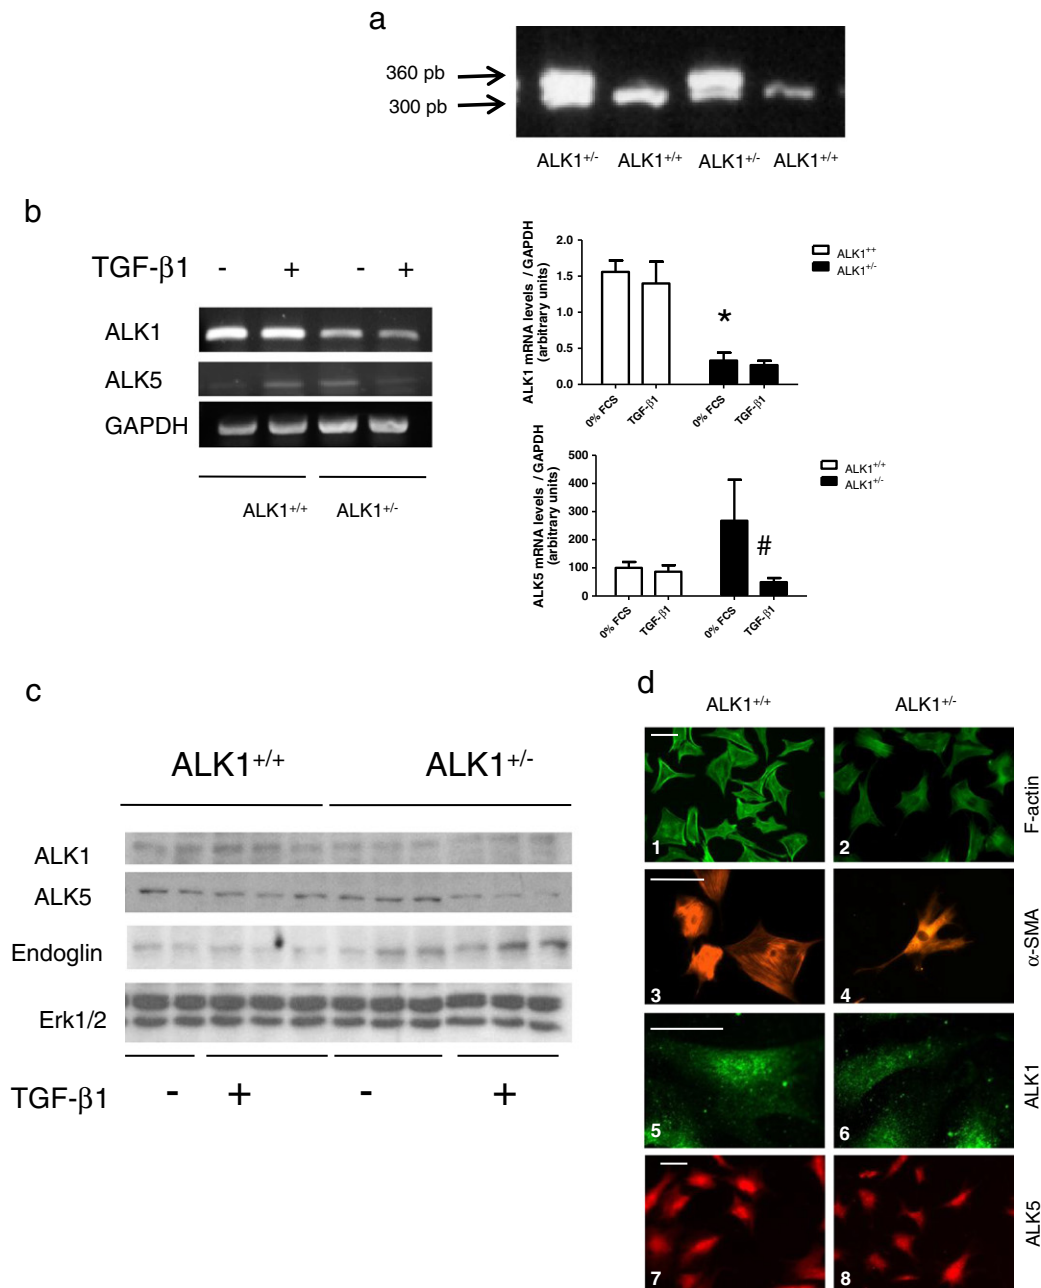 a
360 pb
300 pb
ALK1+/- ALK1+/+ ALK1+/- ALK1+/+
b
TGF-β1 - + - +
ALK1
ALK5
GAPDH
ALK1+/+ ALK1+/-
ALK1 mRNA levels / GAPDH
(arbitrary units)
2.0
1.5
1.0
0.5
0.0
*
0% FCS TGF-β1 0% FCS TGF-β1
ALK1++
ALK1+/-
ALK5 mRNA levels / GAPDH
(arbitrary units)
500
400
300
200
100
0
#
0% FCS TGF-β1 0% FCS TGF-β1
ALK1+/+
ALK1+/-
c
ALK1+/+ ALK1+/-
ALK1
ALK5
Endoglin
Erk1/2
TGF-β1 - + - +
d
ALK1+/+ ALK1+/-
1 2 F-actin
3 4 α-SMA
5 6 ALK1
7 8 ALK5